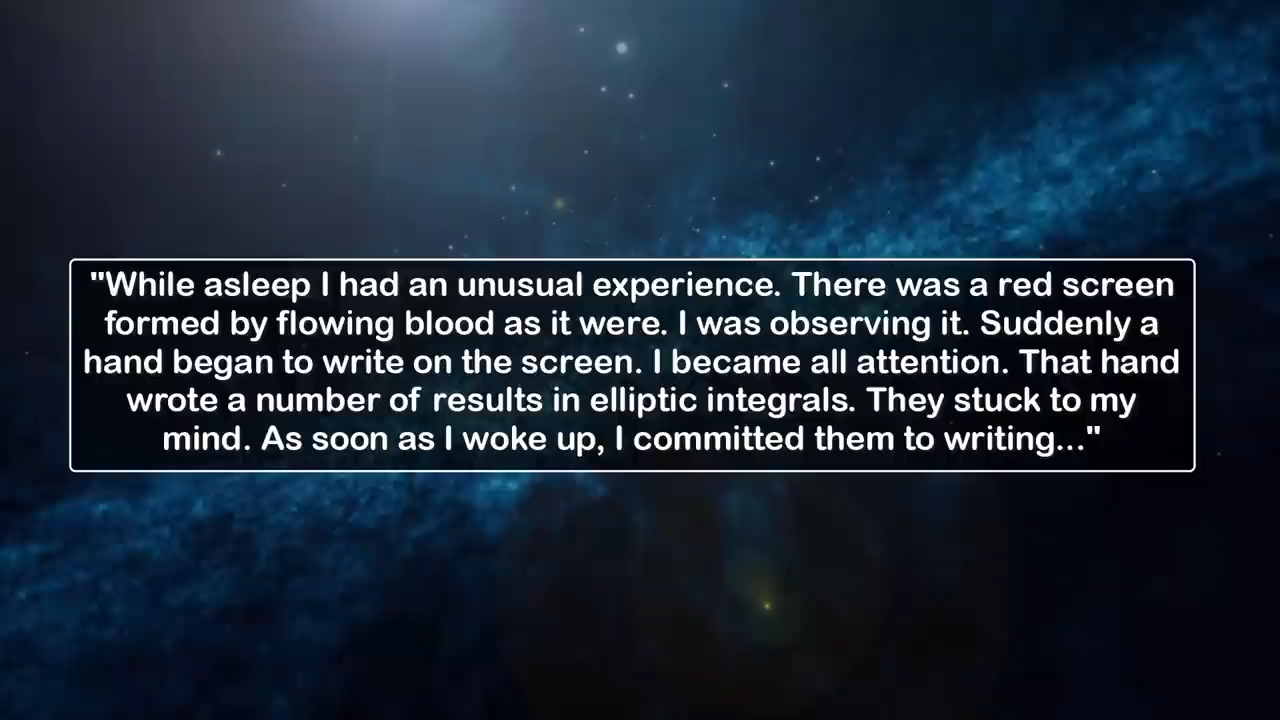 "While asleep I had an unusual experience. There was a red screen
formed by flowing blood as it were. I was observing it. Suddenly a
hand began to write on the screen. I became all attention. That hand
wrote a number of results in elliptic integrals. They stuck to my
mind. As soon as I woke up, I committed them to writing..."